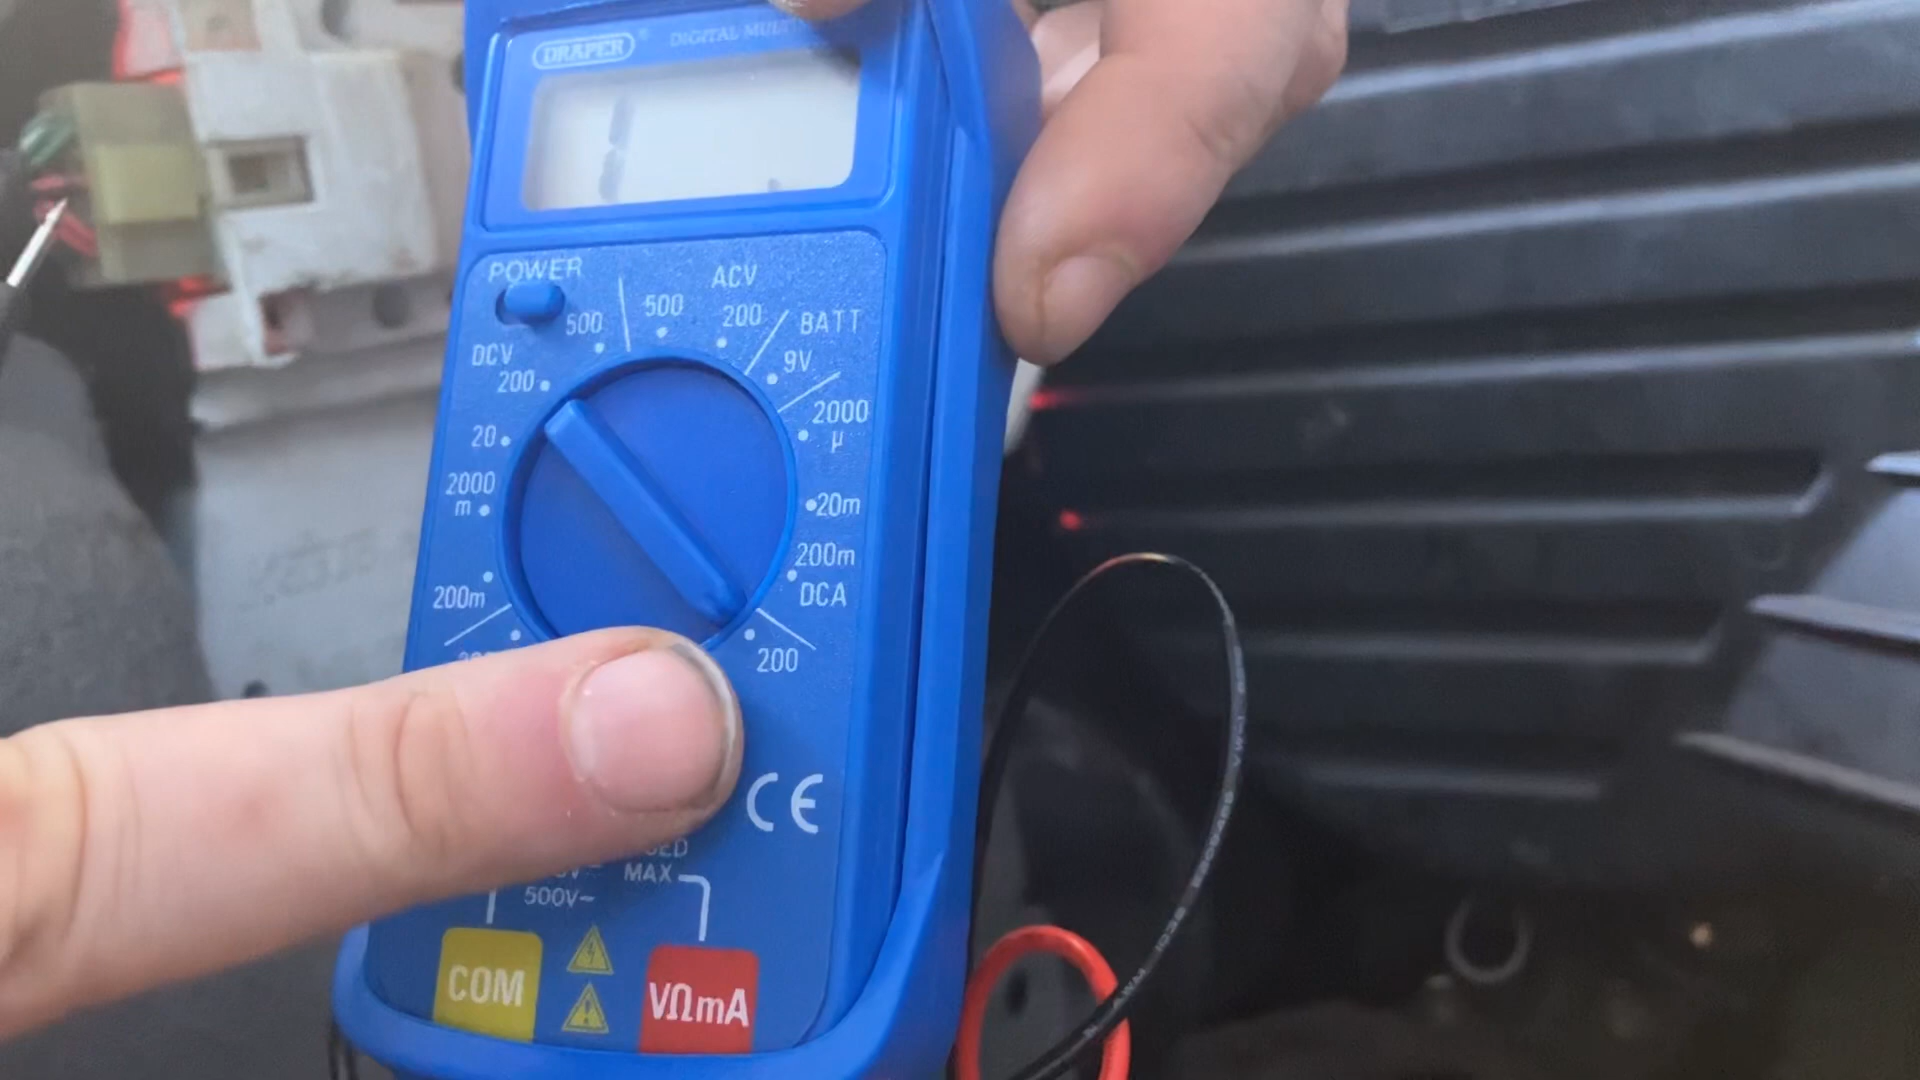 DRAPER® DIGITAL
1
POWER
ACV
500
500
200
BATT
DCV
200
9V
20
2000
µ
2000
m
20m
200m
DCA
200m
200
CE
MAX
500V~
COM
VΩmA